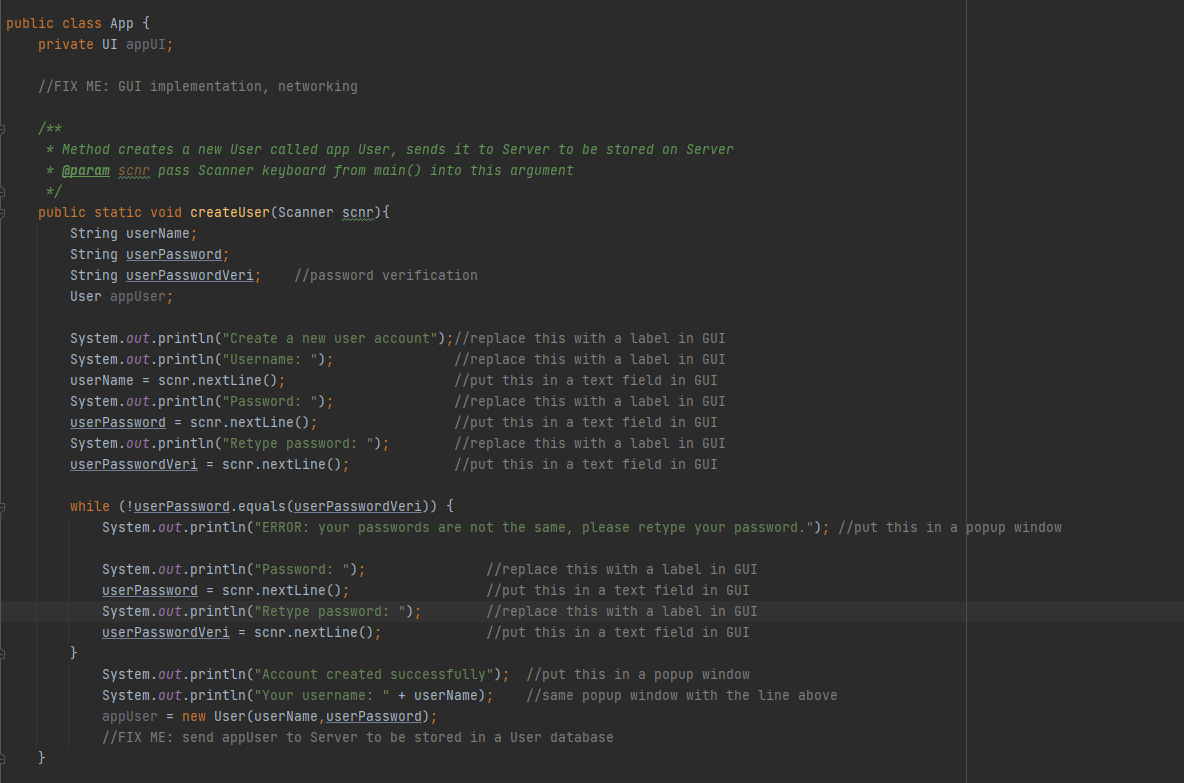 public class App {
    private UI appUI;

    //FIX ME: GUI implementation, networking

    /**
     * Method creates a new User called app User, sends it to Server to be stored on Server
     * @param scnr pass Scanner keyboard from main() into this argument
     */
    public static void createUser(Scanner scnr){
        String userName;
        String userPassword;
        String userPasswordVeri;    //password verification
        User appUser;

        System.out.println("Create a new user account");//replace this with a label in GUI
        System.out.println("Username: ");               //replace this with a label in GUI
        userName = scnr.nextLine();                     //put this in a text field in GUI
        System.out.println("Password: ");               //replace this with a label in GUI
        userPassword = scnr.nextLine();                 //put this in a text field in GUI
        System.out.println("Retype password: ");        //replace this with a label in GUI
        userPasswordVeri = scnr.nextLine();             //put this in a text field in GUI

        while (!userPassword.equals(userPasswordVeri)) {
            System.out.println("ERROR: your passwords are not the same, please retype your password."); //put this in a popup window

            System.out.println("Password: ");               //replace this with a label in GUI
            userPassword = scnr.nextLine();                 //put this in a text field in GUI
            System.out.println("Retype password: ");        //replace this with a label in GUI
            userPasswordVeri = scnr.nextLine();             //put this in a text field in GUI
        }
            System.out.println("Account created successfully");  //put this in a popup window
            System.out.println("Your username: " + userName);    //same popup window with the line above
            appUser = new User(userName,userPassword);
            //FIX ME: send appUser to Server to be stored in a User database
    }